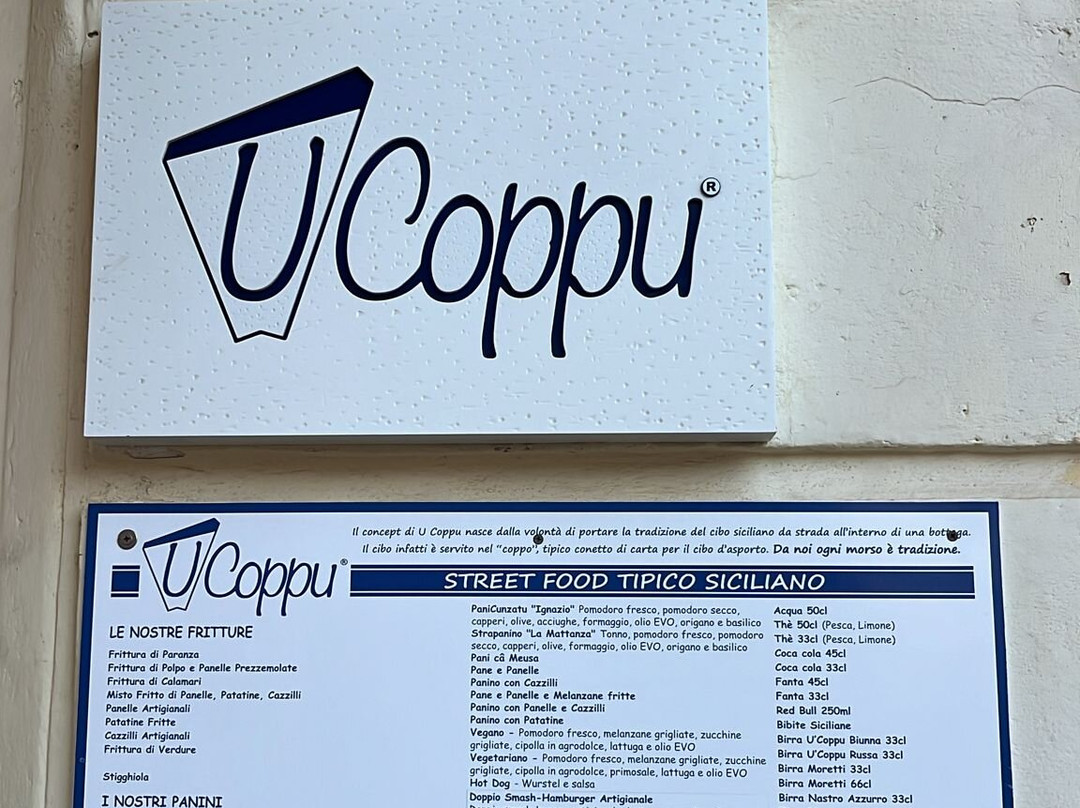 U Coppu ®
Il concept di U Coppu nasce dalla volontà di portare la tradizione del cibo siciliano da strada all'interno di una bottega.
Il cibo infatti è servito nel "coppo", tipico conetto di carta per il cibo d'asporto. Da noi ogni morso è tradizione.
U Coppu ®
STREET FOOD TIPICO SICILIANO
LE NOSTRE FRITTURE
Frittura di Paranza
Frittura di Polpo e Panelle Prezzemolate
Frittura di Calamari
Misto Fritto di Panelle, Patatine, Cazzilli
Panelle Artigianali
Patatine Fritte
Cazzilli Artigianali
Frittura di Verdure
Stigghiola
I NOSTRI PANINI
PaniCunzatu "Ignazio" Pomodoro fresco, pomodoro secco,
capperi, olive, acciughe, formaggio, olio EVO, origano e basilico
Strapanino "La Mattanza" Tonno, pomodoro fresco, pomodoro
secco, capperi, olive, formaggio, olio EVO, origano e basilico
Pani câ Meusa
Pane e Panelle
Panino con Cazzilli
Pane e Panelle e Melanzane fritte
Panino con Panelle e Cazzilli
Panino con Patatine
Vegano - Pomodoro fresco, melanzane grigliate, zucchine
grigliate, cipolla in agrodolce, lattuga e olio EVO
Vegetariano - Pomodoro fresco, melanzane grigliate, zucchine
grigliate, cipolla in agrodolce, primosale, lattuga e olio EVO
Hot Dog - Wurstel e salsa
Doppio Smash-Hamburger Artigianale
Acqua 50cl
Thè 50cl (Pesca, Limone)
Thè 33cl (Pesca, Limone)
Coca cola 45cl
Coca cola 33cl
Fanta 45cl
Fanta 33cl
Red Bull 250ml
Bibite Siciliane
Birra U'Coppu Biunna 33cl
Birra U'Coppu Russa 33cl
Birra Moretti 33cl
Birra Moretti 66cl
Birra Nastro Azzurro 33cl